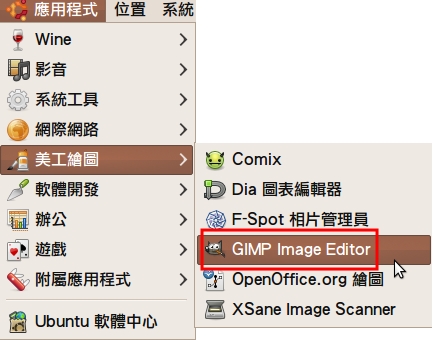 應用程式 位置 系統
Wine
影音
系統工具
網際網路
美工繪圖
軟體開發
辦公
遊戲
附屬應用程式
Ubuntu 軟體中心
Comix
Dia 圖表編輯器
F-Spot 相片管理員
GIMP Image Editor
OpenOffice.org 繪圖
XSane Image Scanner